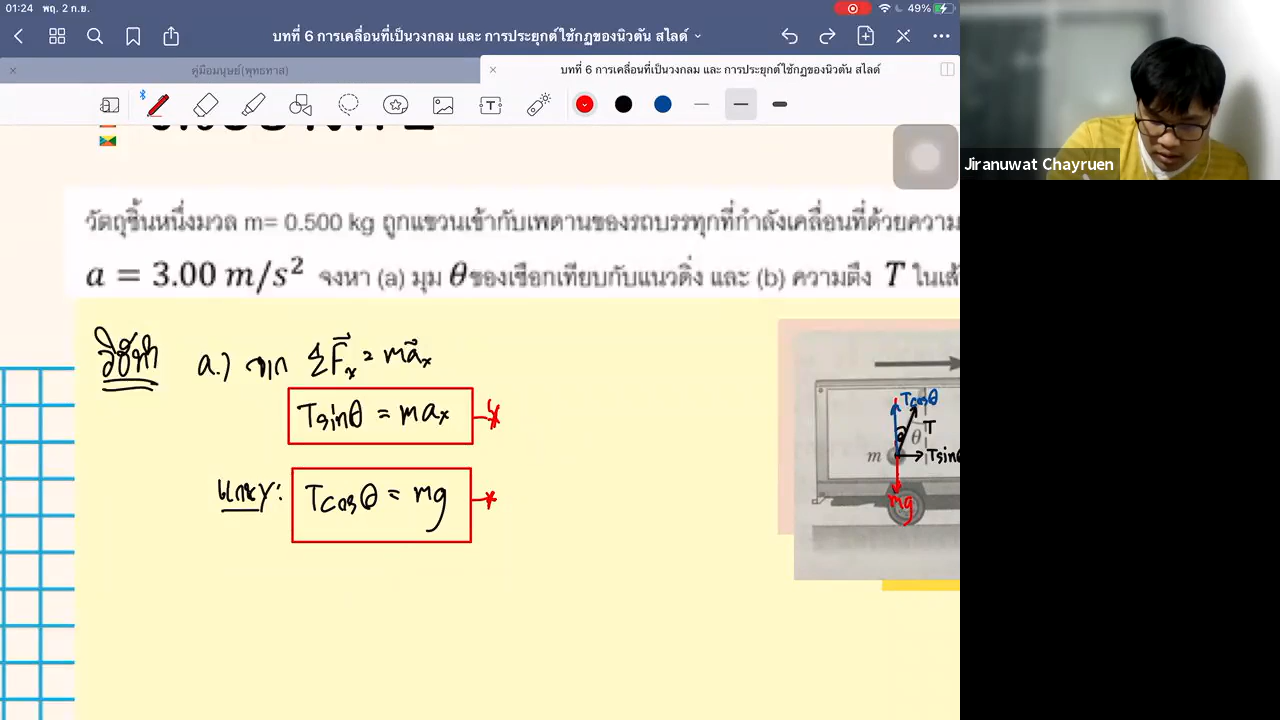 01:24 พฤ. 2 ก.ย.
49%
บทที่ 6 การเคลื่อนที่เป็นวงกลม และ การประยุกต์ใช้กฎของนิวตัน สไลด์
คู่มือมนุษย์(พุทธทาส)
บทที่ 6 การเคลื่อนที่เป็นวงกลม และ การประยุกต์ใช้กฎของนิวตัน สไลด์
Jiranuwat Chayruen
วัตถุชิ้นหนึ่งมวล m= 0.500 kg ถูกแขวนเข้ากับเพดานของรถบรรทุกที่กำลังเคลื่อนที่ด้วยความ
a = 3.00 m/s² จงหา (a) มุม θ ของเชือกเทียบกับแนวดิ่ง และ (b) ความตึง T ในเส้
วิธีทำ a.) จาก ΣF⃗ₓ = ma⃗ₓ
Tsinθ = maₓ
แกน y: Tcosθ = mg
Tcosθ
T
θ
m
Tsinθ
mg